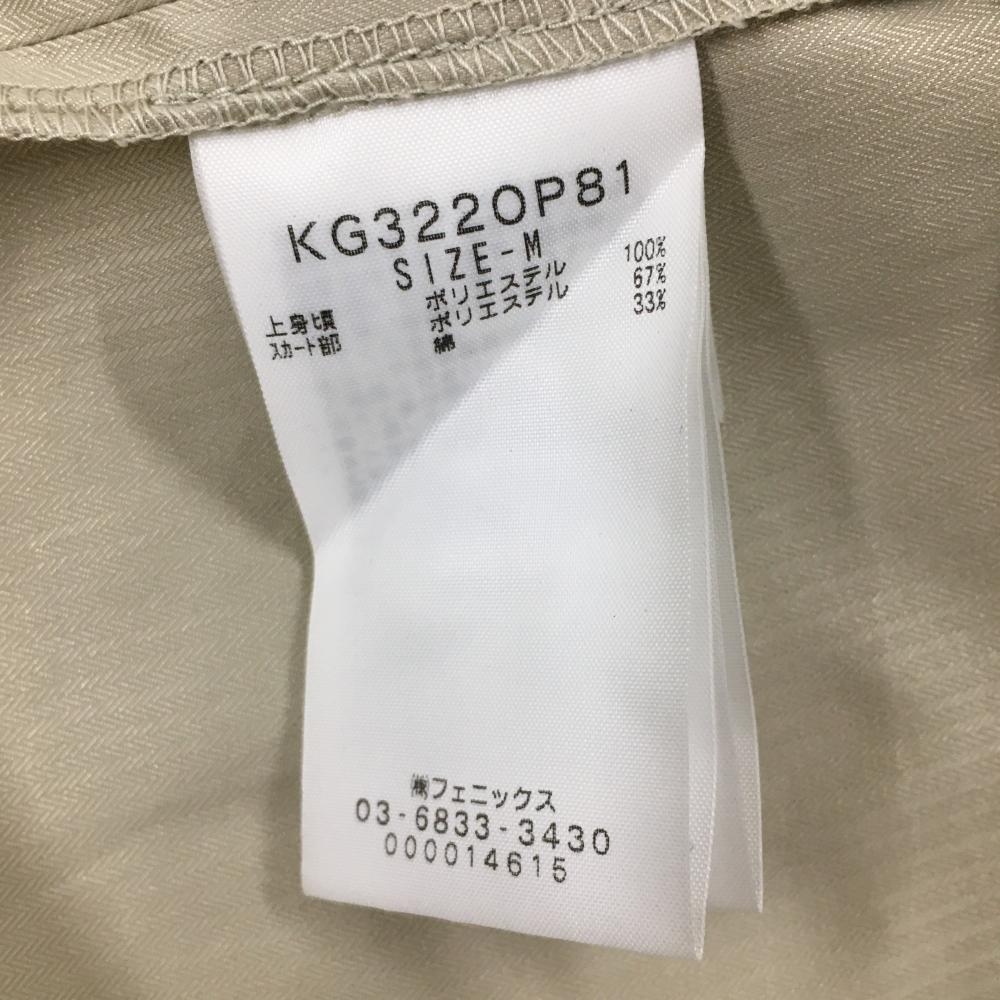 KG322OP81
SIZE-M
上身頃 ポリエステル 100%
スカート部 ポリエステル 67%
綿 33%
㈱フェニックス
03-6833-3430
000014615